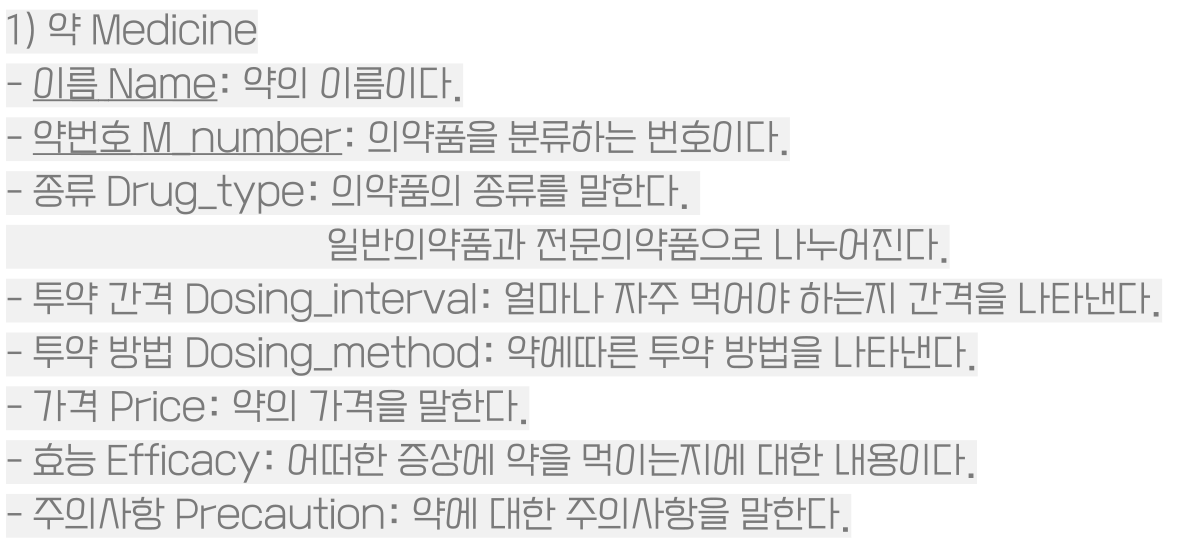 1) 약 Medicine
- 이름 Name: 약의 이름이다.
- 약번호 M_number: 의약품을 분류하는 번호이다.
- 종류 Drug_type: 의약품의 종류를 말한다.
일반의약품과 전문의약품으로 나누어진다.
- 투약 간격 Dosing_interval: 얼마나 자주 먹어야 하는지 간격을 나타낸다.
- 투약 방법 Dosing_method: 약에따른 투약 방법을 나타낸다.
- 가격 Price: 약의 가격을 말한다.
- 효능 Efficacy: 어떠한 증상에 약을 먹이는지에 대한 내용이다.
- 주의사항 Precaution: 약에 대한 주의사항을 말한다.